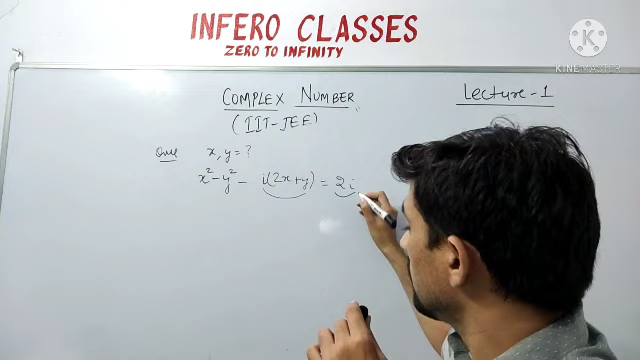 INFERO CLASSES
ZERO TO INFINITY
KINEMASTER
COMPLEX NUMBER
Lecture-1
(IIT-JEE)
Que x, y = ?
x² - y² - i(2x+y) = 2i